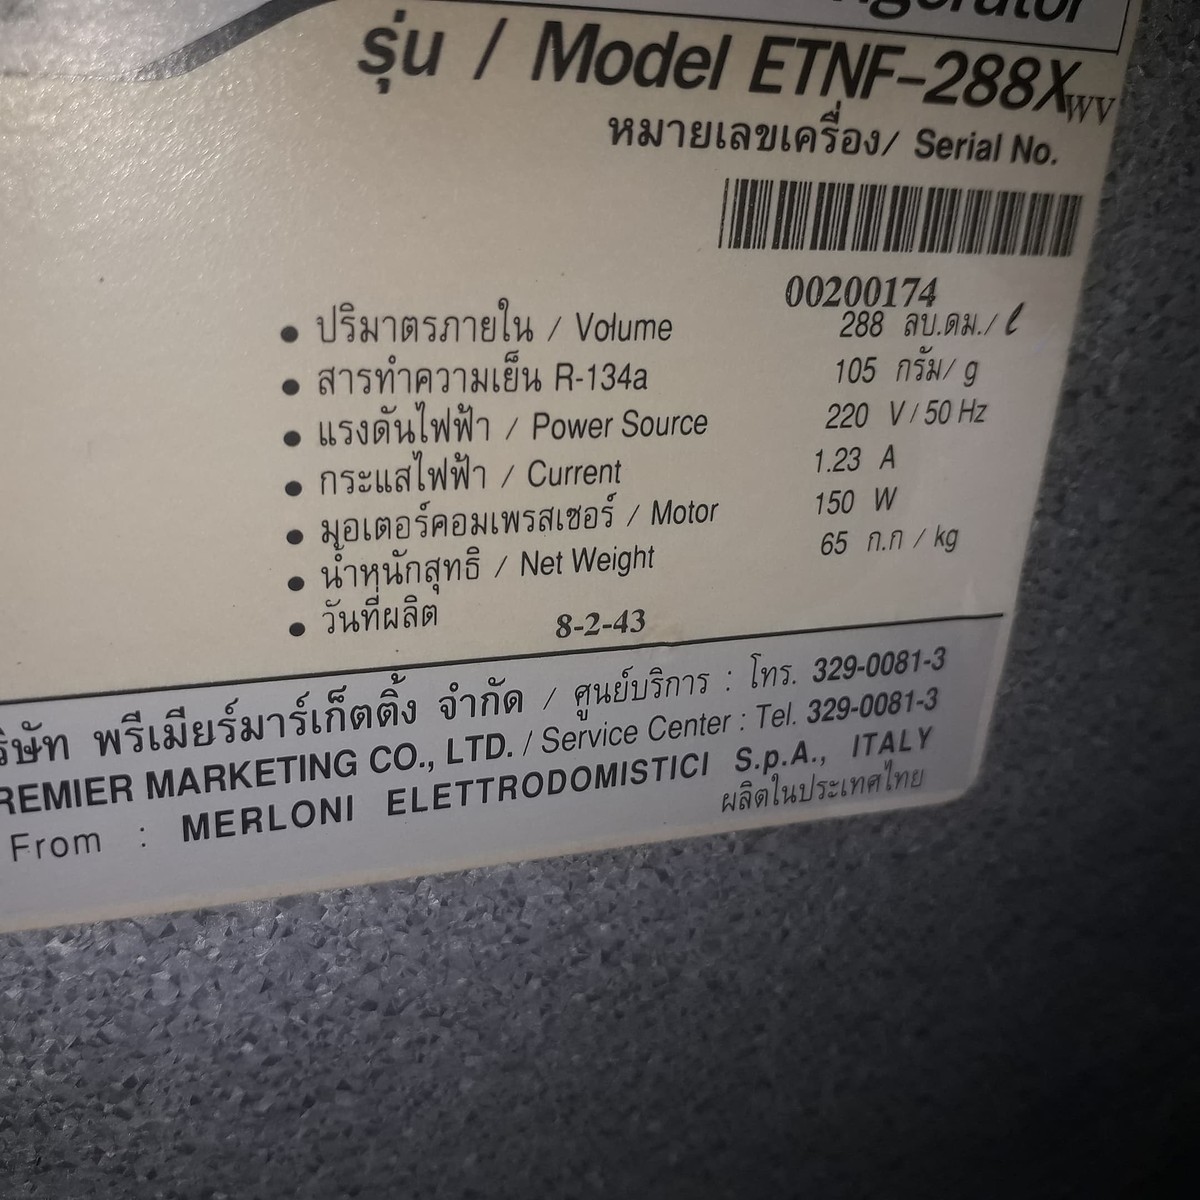 รุ่น / Model ETNF-288XWV
หมายเลขเครื่อง/ Serial No.
00200174
• ปริมาตรภายใน / Volume 288 ลบ.ดม./ ℓ
• สารทำความเย็น R-134a 105 กรัม/ g
• แรงดันไฟฟ้า / Power Source 220 V / 50 Hz
• กระแสไฟฟ้า / Current 1.23 A
• มอเตอร์คอมเพรสเซอร์ / Motor 150 W
• น้ำหนักสุทธิ / Net Weight 65 ก.ก / kg
• วันที่ผลิต 8-2-43
พรีเมียร์มาร์เก็ตติ้ง จำกัด / ศูนย์บริการ : โทร. 329-0081-3
REMIER MARKETING CO., LTD. / Service Center : Tel. 329-0081-3
From : MERLONI ELETTRODOMISTICI S.p.A., ITALY
ผลิตในประเทศไทย